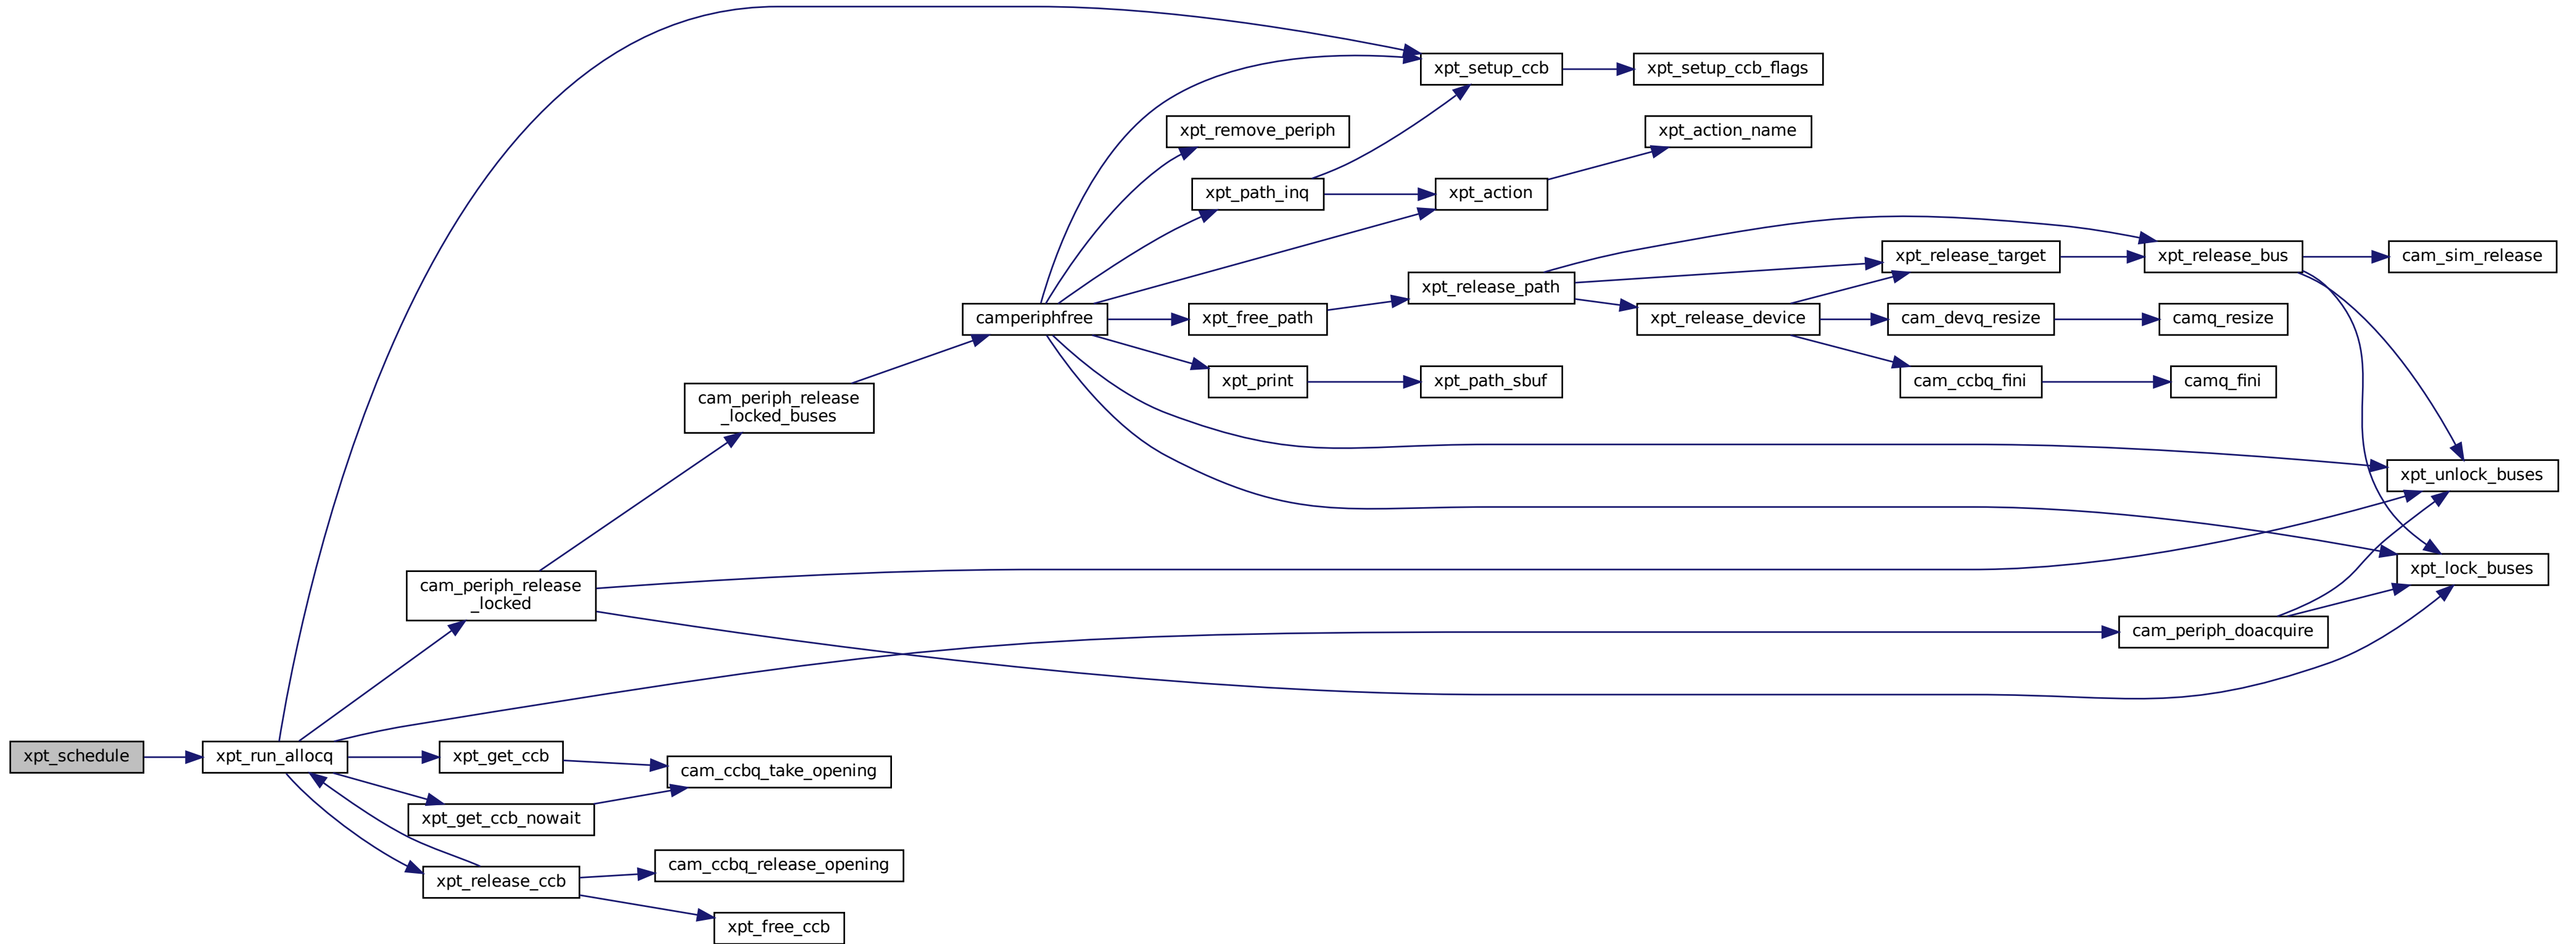 xpt_setup_ccb
xpt_setup_ccb_flags
xpt_remove_periph
xpt_action_name
xpt_path_inq
xpt_action
xpt_release_target
xpt_release_bus
cam_sim_release
xpt_release_path
camperiphfree
xpt_free_path
xpt_release_device
cam_devq_resize
camq_resize
xpt_print
xpt_path_sbuf
cam_ccbq_fini
camq_fini
cam_periph_release
_locked_buses
xpt_unlock_buses
xpt_lock_buses
cam_periph_release
_locked
cam_periph_doacquire
xpt_schedule
xpt_run_allocq
xpt_get_ccb
cam_ccbq_take_opening
xpt_get_ccb_nowait
cam_ccbq_release_opening
xpt_release_ccb
xpt_free_ccb